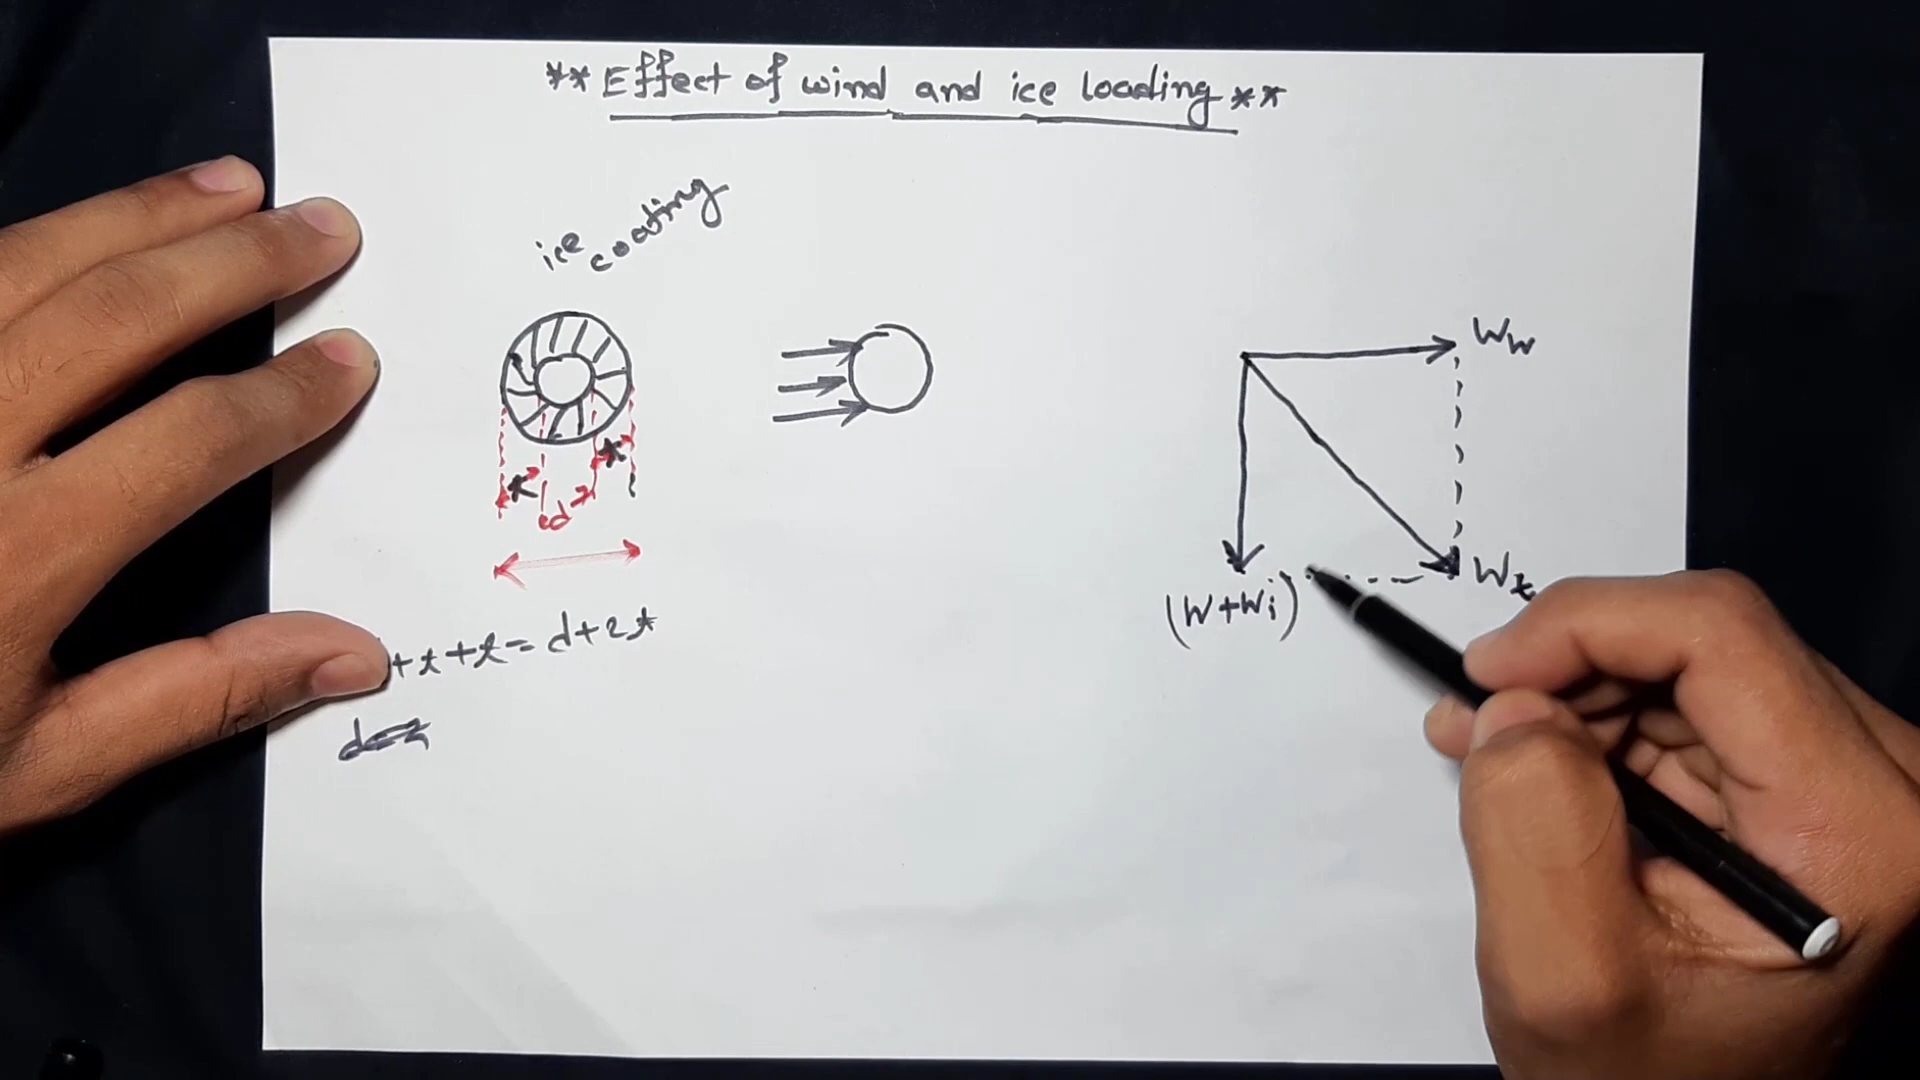 ** Effect of wind and ice loading **
ice coating
t
t
d
+ t + t = d + 2t
Ww
(W+Wi)
Wt